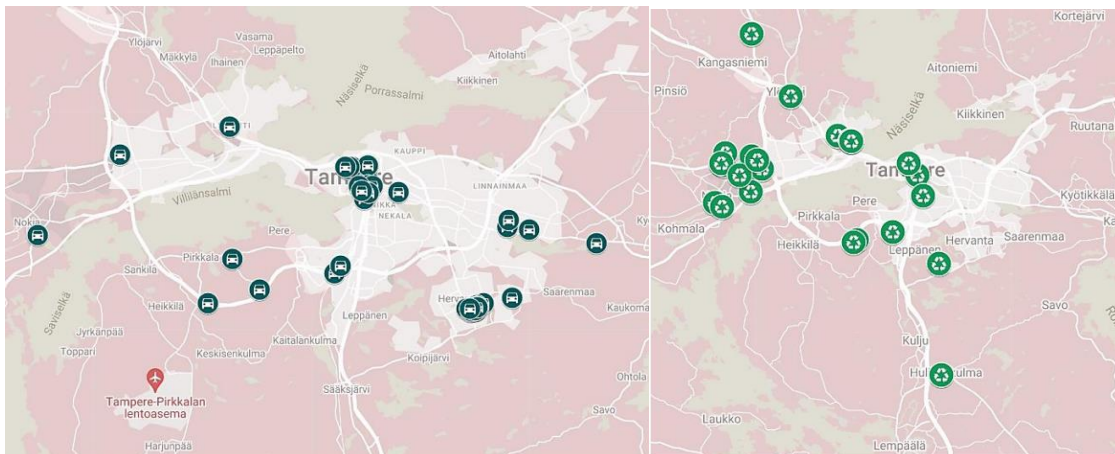 Vasama
Ylöjärvi
Leppäpelto
Mäkkylä
Ihainen
Aitolahti
Näsiselkä
Porrassalmi
Kiikkinen
KAUPPI
Tampere
LINNAINMAA
Villilänsalmi
NEKALA
Nokia
Pere
Pirkkala
Sankila
Heikkilä
Saviselkä
Jyrkänpää
Toppari
Keskisenkulma
Kaitalankulma
Leppänen
Saarenmaa
Kaukoma
Koipijärvi
Sääksjärvi
Ohtola
Savo
Tampere-Pirkkalan
lentoasema
Harjunpää
Kortejärvi
Kangasniemi
Pinsiö
Aitoniemi
Näsiselkä
Kiikkinen
Ruutana
Pere
Kyötikkälä
Pirkkala
Kohmala
Heikkilä
Hervanta
Saarenmaa
Leppänen
Savo
Kulju
Laukko
Lempäälä